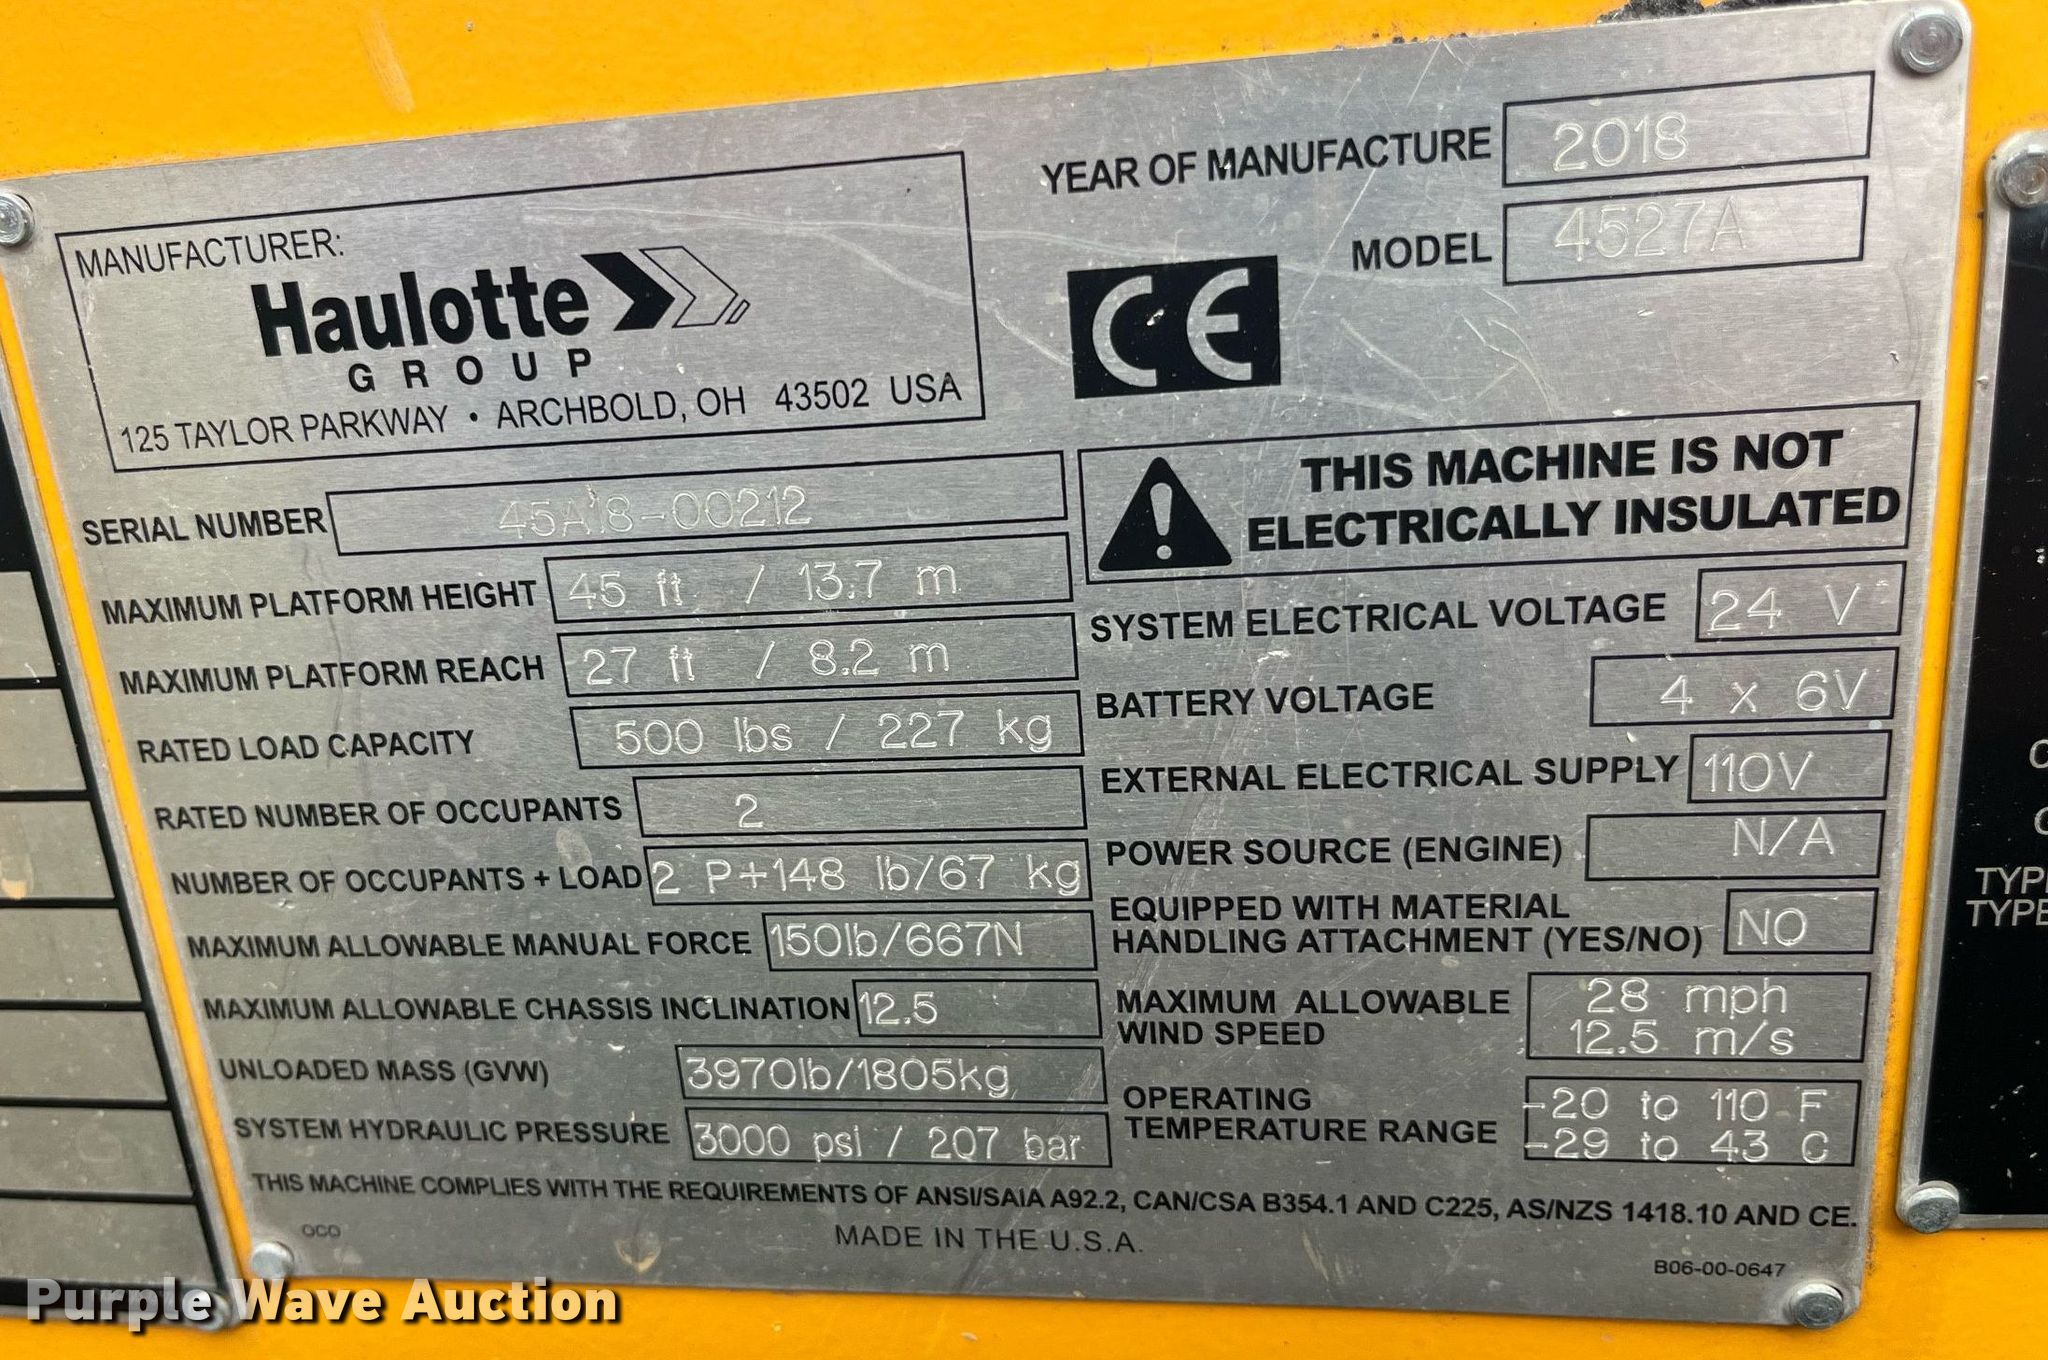 MANUFACTURER:
Haulotte
GROUP
125 TAYLOR PARKWAY • ARCHBOLD, OH 43502 USA
YEAR OF MANUFACTURE 2018
MODEL 4527A
CE
SERIAL NUMBER 45A18-00212
MAXIMUM PLATFORM HEIGHT 45 ft / 13.7 m
MAXIMUM PLATFORM REACH 27 ft / 8.2 m
RATED LOAD CAPACITY 500 lbs / 227 kg
RATED NUMBER OF OCCUPANTS 2
NUMBER OF OCCUPANTS + LOAD 2 P+148 lb/67 kg
MAXIMUM ALLOWABLE MANUAL FORCE 150lb/667N
MAXIMUM ALLOWABLE CHASSIS INCLINATION 12.5
UNLOADED MASS (GVW) 3970lb/1805kg
SYSTEM HYDRAULIC PRESSURE 3000 psi / 207 bar
THIS MACHINE IS NOT
ELECTRICALLY INSULATED
SYSTEM ELECTRICAL VOLTAGE 24 V
BATTERY VOLTAGE 4 x 6V
EXTERNAL ELECTRICAL SUPPLY 110V
POWER SOURCE (ENGINE) N/A
EQUIPPED WITH MATERIAL
HANDLING ATTACHMENT (YES/NO) NO
MAXIMUM ALLOWABLE 28 mph
WIND SPEED 12.5 m/s
OPERATING -20 to 110 F
TEMPERATURE RANGE -29 to 43 C
THIS MACHINE COMPLIES WITH THE REQUIREMENTS OF ANSI/SAIA A92.2, CAN/CSA B354.1 AND C225, AS/NZS 1418.10 AND CE.
OCO
MADE IN THE U.S.A.
B06-00-0647
Purple Wave Auction